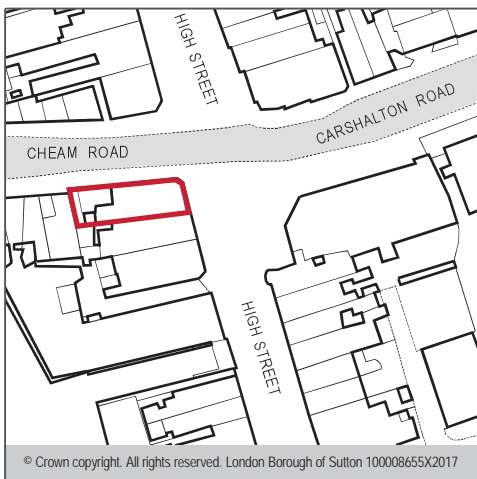 HIGH STREET
CARSHALTON ROAD
CHEAM ROAD
HIGH STREET
© Crown copyright. All rights reserved. London Borough of Sutton 100008655X2017